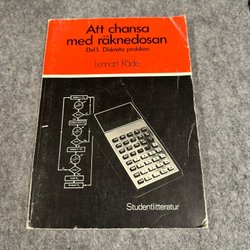 Att chansa
med räknedosan
Del 1. Diskreta problem
Lennart Råde
Studentlitteratur